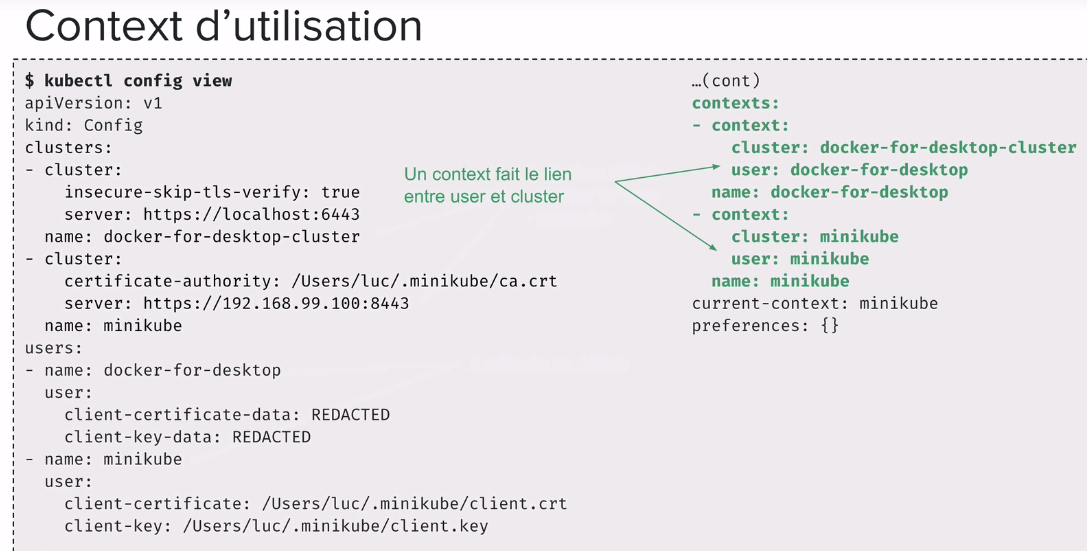 Context d’utilisation
$ kubectl config view
apiVersion: v1
kind: Config
clusters:
- cluster:
    insecure-skip-tls-verify: true
    server: https://localhost:6443
  name: docker-for-desktop-cluster
- cluster:
    certificate-authority: /Users/luc/.minikube/ca.crt
    server: https://192.168.99.100:8443
  name: minikube
users:
- name: docker-for-desktop
  user:
    client-certificate-data: REDACTED
    client-key-data: REDACTED
- name: minikube
  user:
    client-certificate: /Users/luc/.minikube/client.crt
    client-key: /Users/luc/.minikube/client.key
Un context fait le lien
entre user et cluster
…(cont)
contexts:
- context:
    cluster: docker-for-desktop-cluster
    user: docker-for-desktop
  name: docker-for-desktop
- context:
    cluster: minikube
    user: minikube
  name: minikube
current-context: minikube
preferences: {}